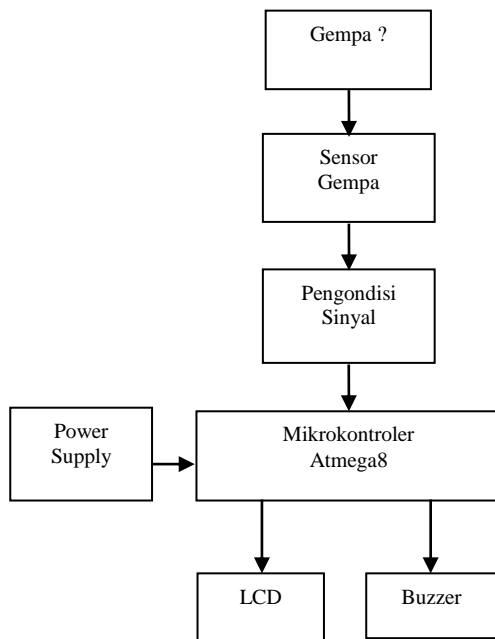 Gempa ?
Sensor
Gempa
Pengondisi
Sinyal
Power
Supply
Mikrokontroler
Atmega8
LCD
Buzzer